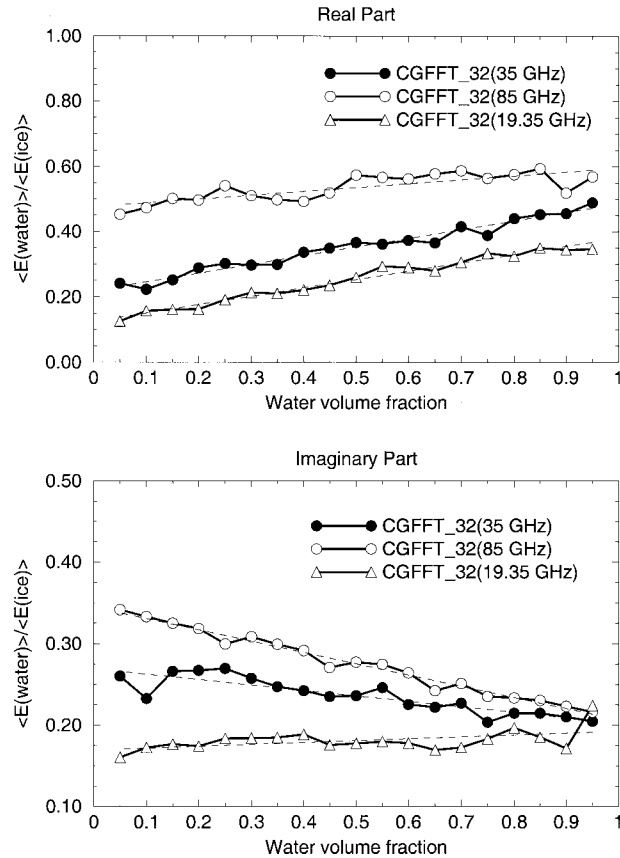 Real Part
1.00
CGFFT_32(35 GHz)
0.80
CGFFT_32(85 GHz)
CGFFT_32(19.35 GHz)
<E(water)>/<E(ice)>
0.60
0.40
0.20
0.00
0 0.1 0.2 0.3 0.4 0.5 0.6 0.7 0.8 0.9 1
Water volume fraction
Imaginary Part
0.50
CGFFT_32(35 GHz)
CGFFT_32(85 GHz)
0.40
CGFFT_32(19.35 GHz)
<E(water)>/<E(ice)>
0.30
0.20
0.10
0 0.1 0.2 0.3 0.4 0.5 0.6 0.7 0.8 0.9 1
Water volume fraction